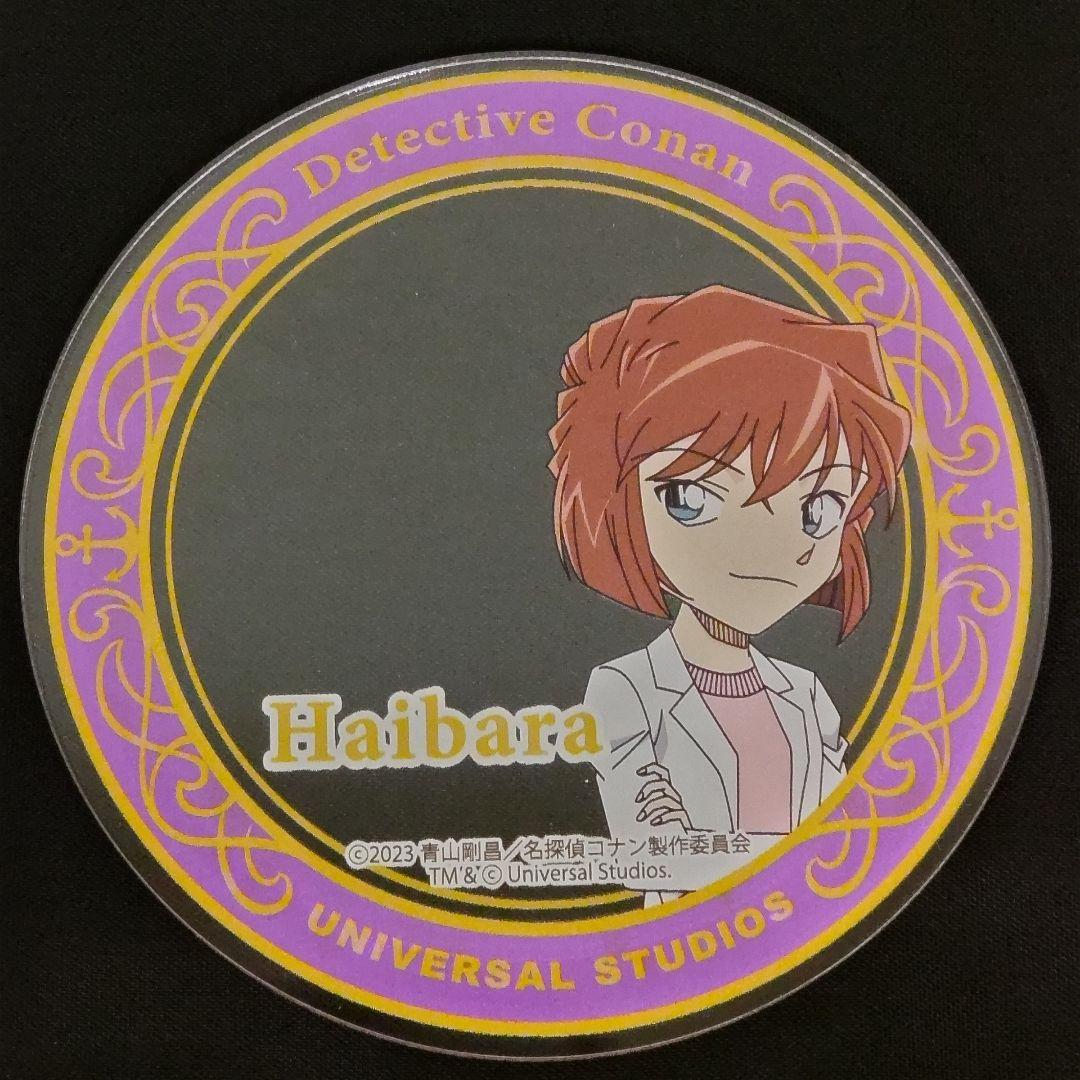 Detective Conan
Haibara
©2023 青山剛昌／名探偵コナン製作委員会
TM & © Universal Studios.
UNIVERSAL STUDIOS